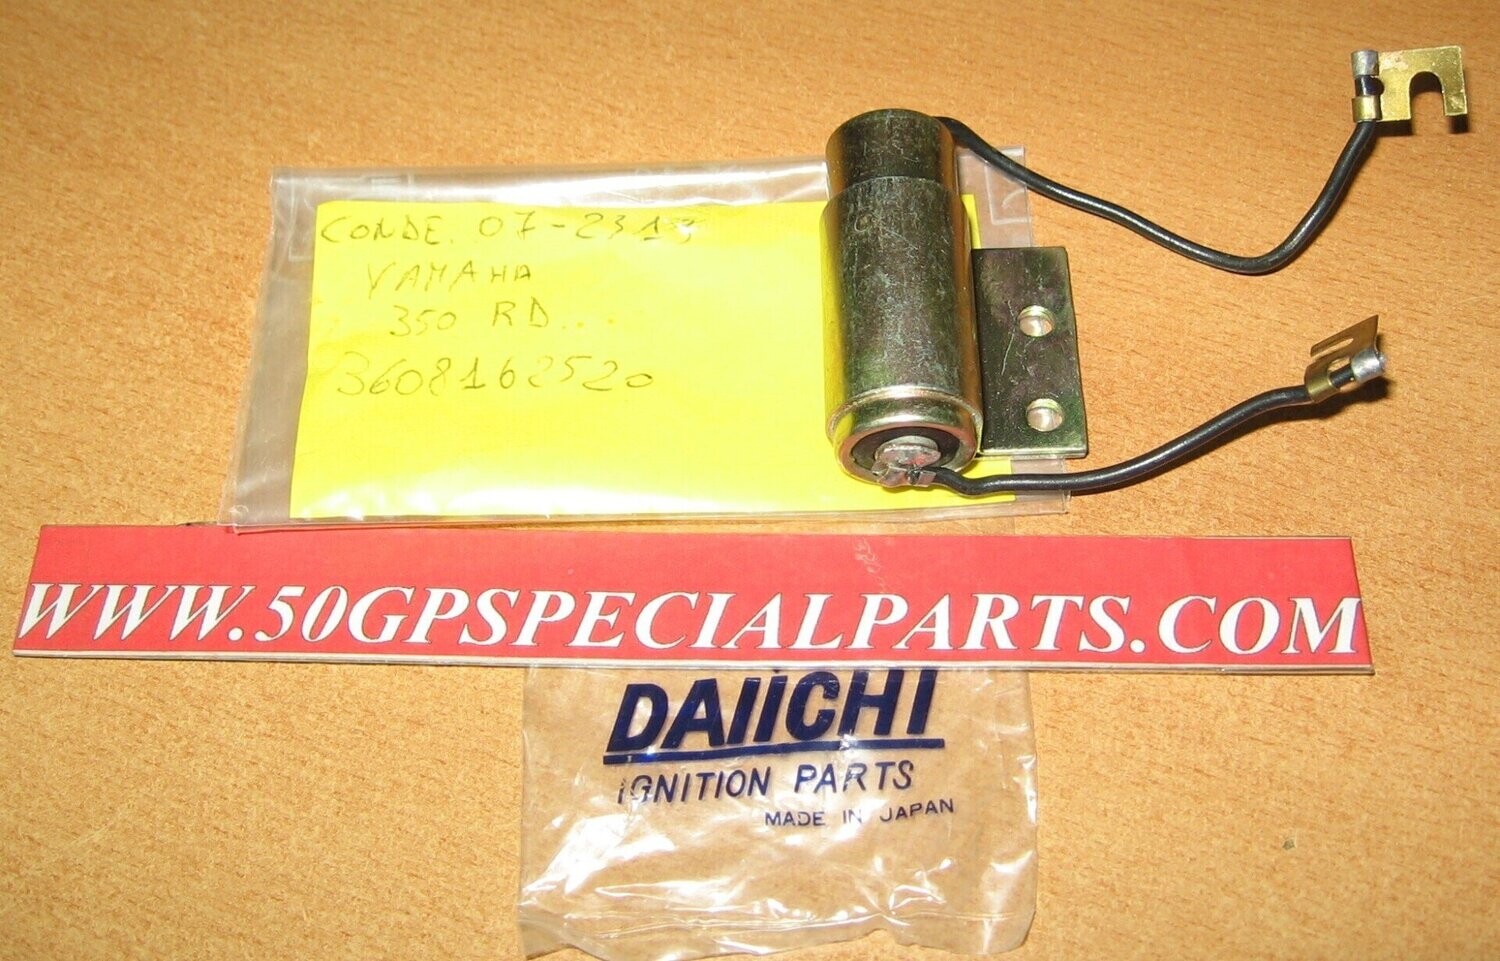 CONDE. 07-2313
YAMAHA
350 RD....
3608162520
WWW.50GPSPECIALPARTS.COM
DAIICHI
IGNITION PARTS
MADE IN JAPAN